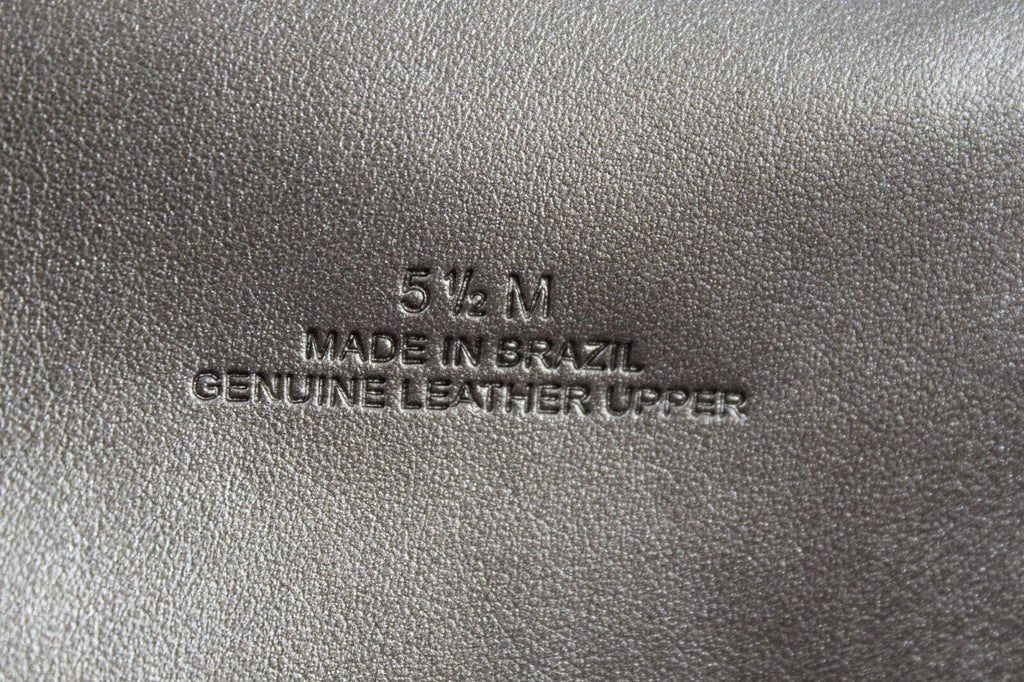 5 ½ M
MADE IN BRAZIL
GENUINE LEATHER UPPER